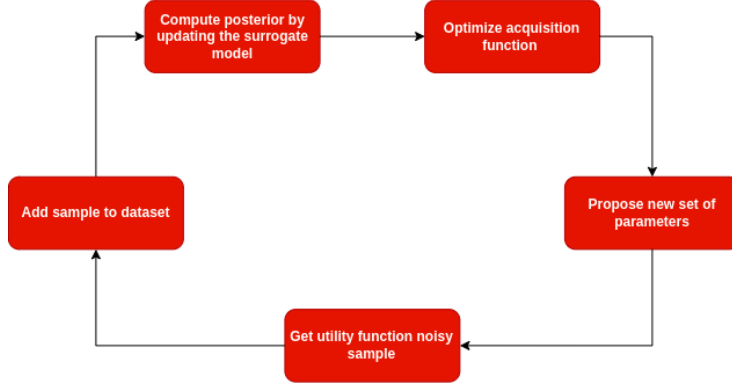 Compute posterior by
updating the surrogate
model
Optimize acquisition
function
Add sample to dataset
Propose new set of
parameters
Get utility function noisy
sample